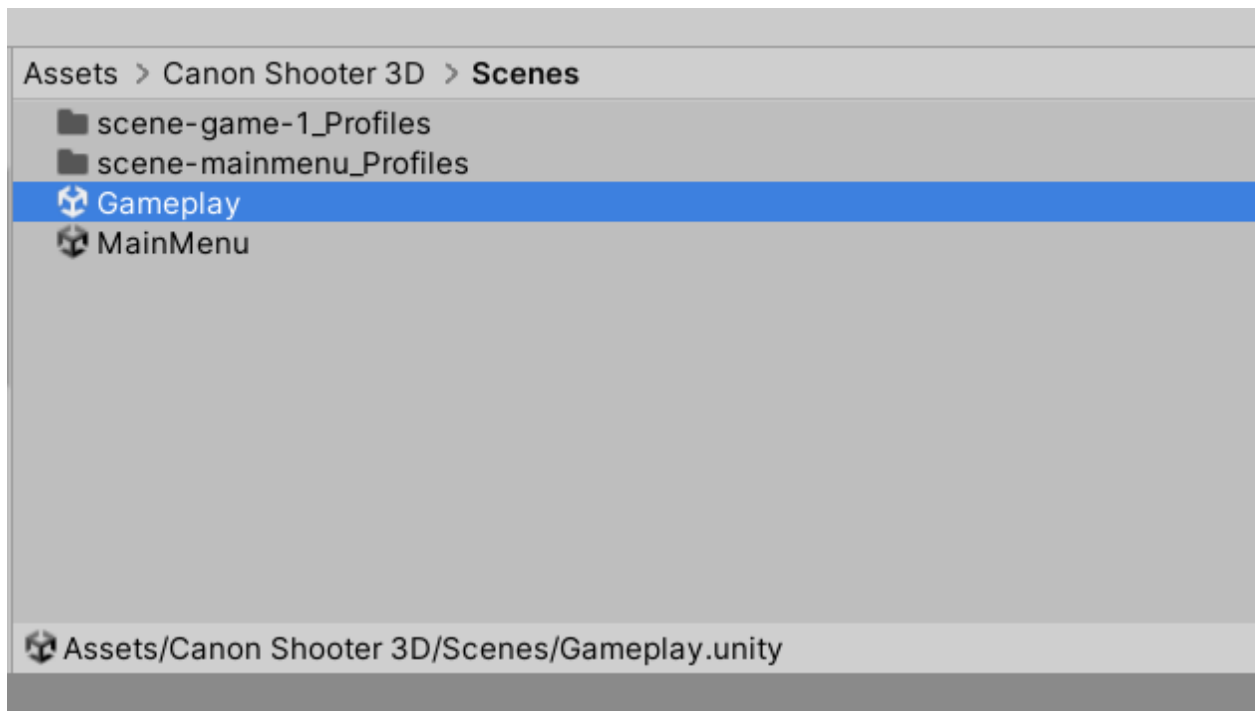 Assets > Canon Shooter 3D > Scenes
scene-game-1_Profiles
scene-mainmenu_Profiles
Gameplay
MainMenu
Assets/Canon Shooter 3D/Scenes/Gameplay.unity